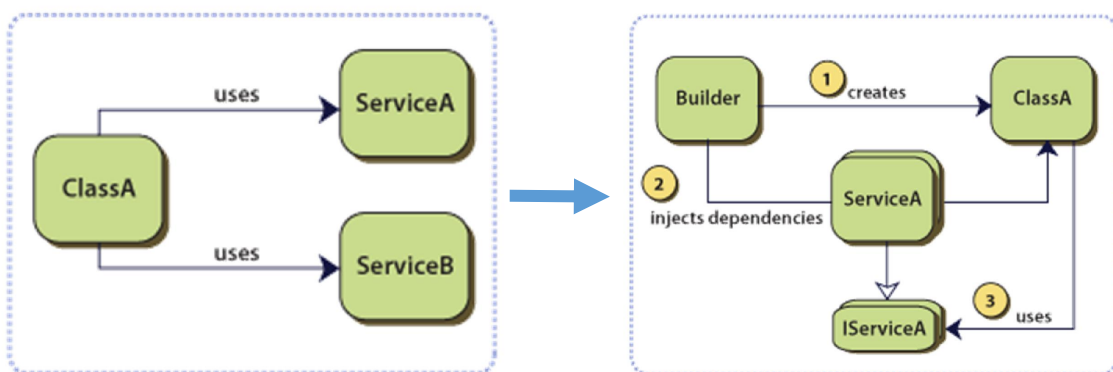 uses
ServiceA
ClassA
uses
ServiceB
Builder
1
creates
ClassA
2
injects dependencies
ServiceA
IServiceA
3
uses